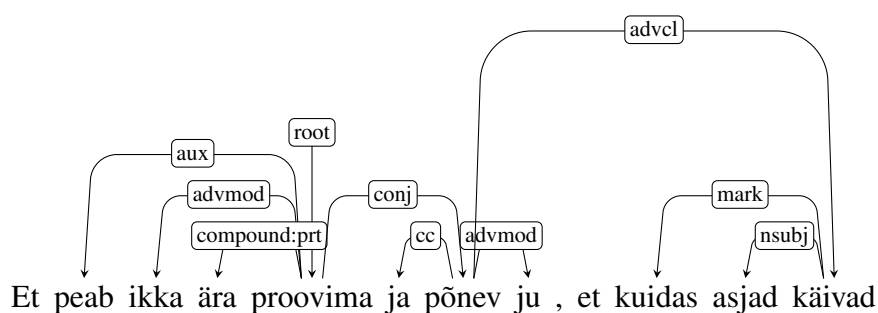 advcl
root
aux
advmod conj mark
compound:prt cc advmod nsubj
Et peab ikka ära proovima ja põnev ju , et kuidas asjad käivad